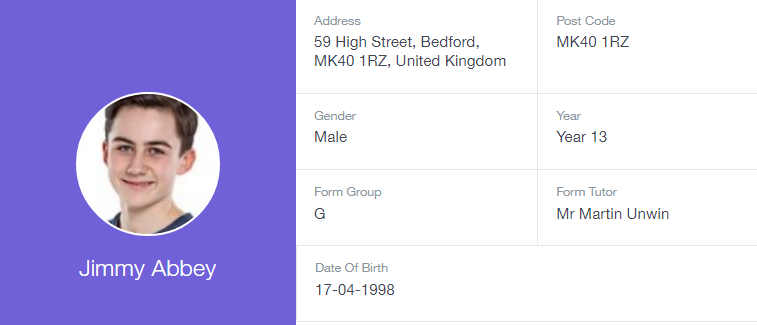 Address
59 High Street, Bedford,
MK40 1RZ, United Kingdom
Post Code
MK40 1RZ
Gender
Male
Year
Year 13
Form Group
G
Form Tutor
Mr Martin Unwin
Jimmy Abbey
Date Of Birth
17-04-1998